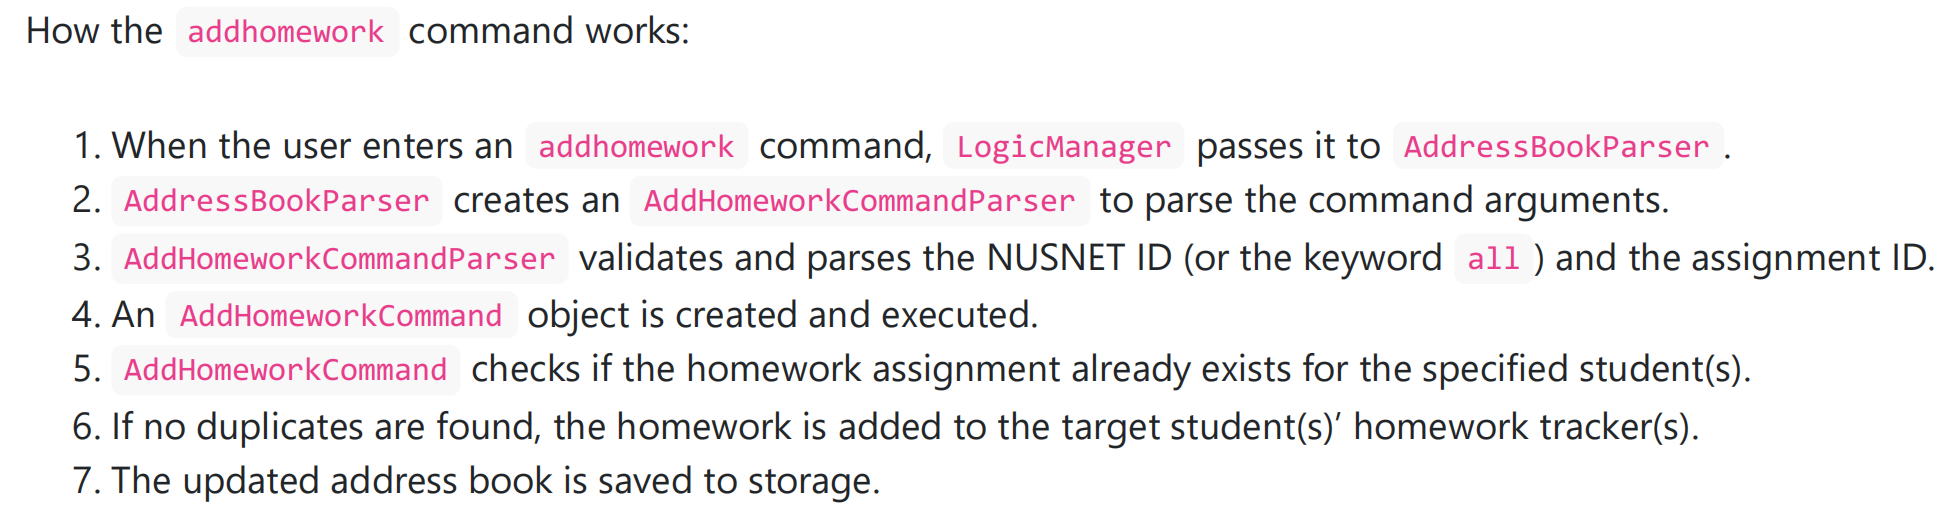 How the addhomework command works:
1. When the user enters an addhomework command, LogicManager passes it to AddressBookParser.
2. AddressBookParser creates an AddHomeworkCommandParser to parse the command arguments.
3. AddHomeworkCommandParser validates and parses the NUSNET ID (or the keyword all) and the assignment ID.
4. An AddHomeworkCommand object is created and executed.
5. AddHomeworkCommand checks if the homework assignment already exists for the specified student(s).
6. If no duplicates are found, the homework is added to the target student(s)’ homework tracker(s).
7. The updated address book is saved to storage.